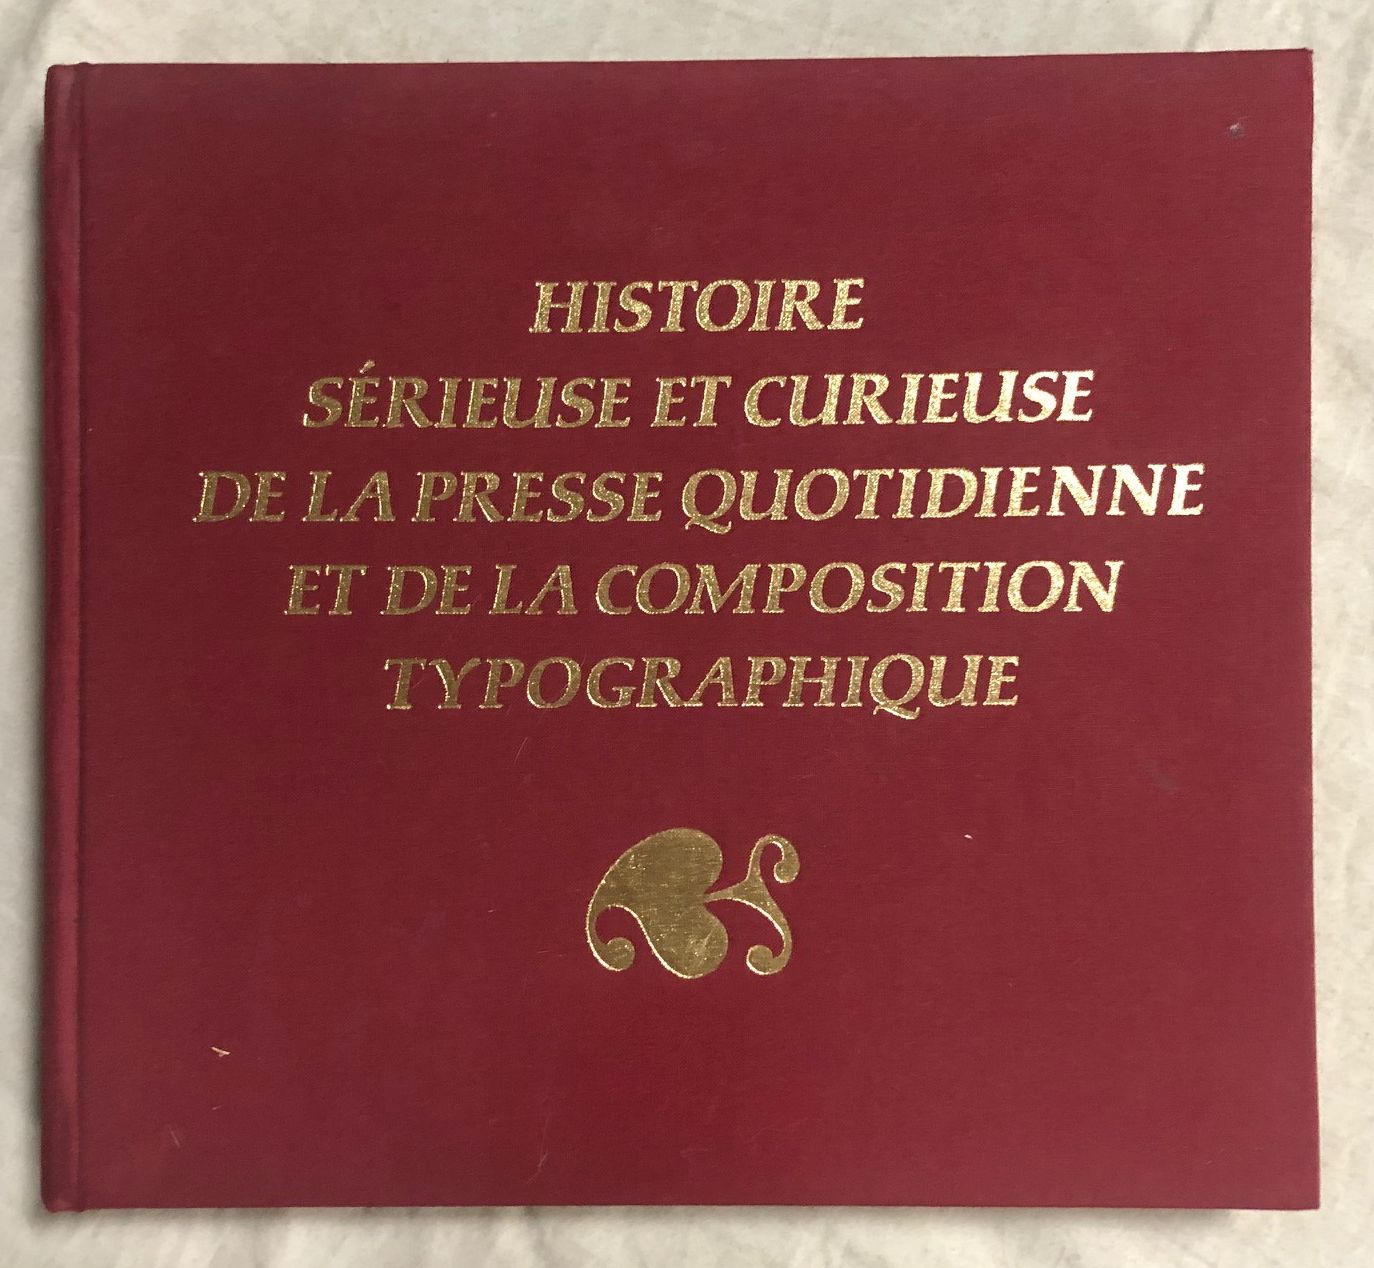 HISTOIRE
SÉRIEUSE ET CURIEUSE
DE LA PRESSE QUOTIDIENNE
ET DE LA COMPOSITION
TYPOGRAPHIQUE